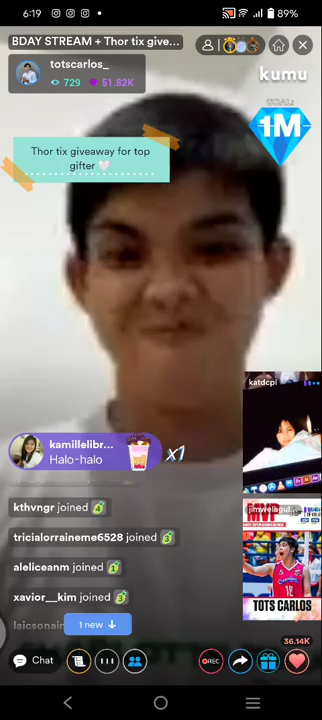 6:19
89%
BDAY STREAM + Thor tix give...
totscarlos_
729
51.82K
kumu
GOAL:
1M
Thor tix giveaway for top
gifter
katdcpi
kamillelibr...
Halo-halo
x1
kthvngr joined
tricialorraineme6528 joined
aleliceanm joined
xavior__kim joined
1 new
MVP
TOTS CARLOS
36.14K
Chat
REC